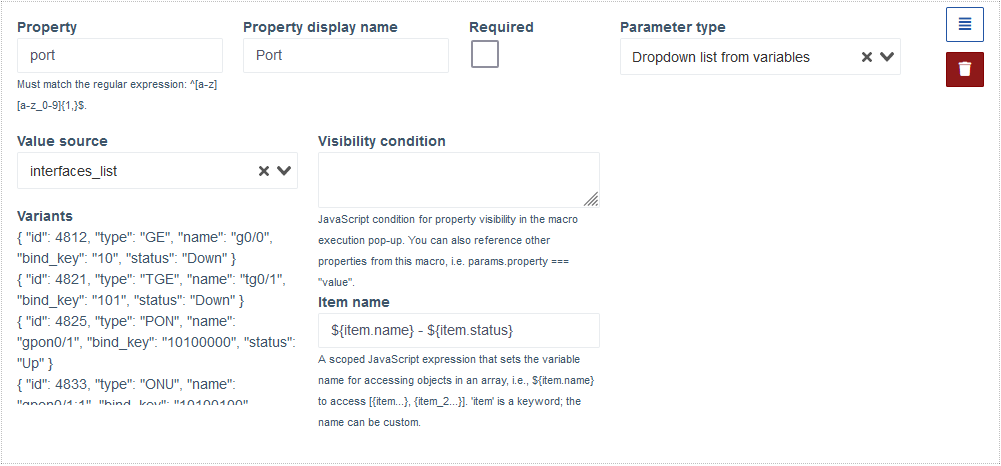 Property
Property display name
Required
Parameter type
port
Port
Dropdown list from variables
Must match the regular expression: ^[a-z]
[a-z_0-9]{1,}$.
Value source
interfaces_list
Variants
{ "id": 4812, "type": "GE", "name": "g0/0",
"bind_key": "10", "status": "Down" }
{ "id": 4821, "type": "TGE", "name": "tg0/1",
"bind_key": "101", "status": "Down" }
{ "id": 4825, "type": "PON", "name":
"gpon0/1", "bind_key": "10100000", "status":
"Up" }
{ "id": 4833, "type": "ONU", "name":
"gpon0/1:1", "bind_key": "10100100",
Visibility condition
JavaScript condition for property visibility in the macro
execution pop-up. You can also reference other
properties from this macro, i.e. params.property ===
"value".
Item name
${item.name} - ${item.status}
A scoped JavaScript expression that sets the variable
name for accessing objects in an array, i.e., ${item.name}
to access [{item...}, {item_2...}]. 'item' is a keyword; the
name can be custom.